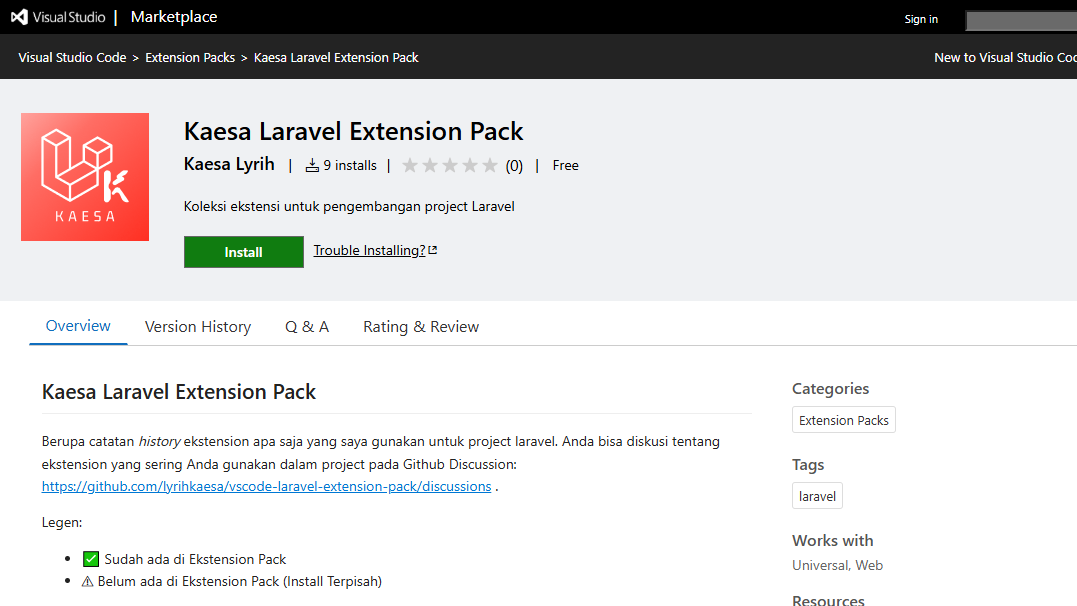 Visual Studio | Marketplace
Sign in
Visual Studio Code > Extension Packs > Kaesa Laravel Extension Pack
New to Visual Studio
KAESA
Kaesa Laravel Extension Pack
Kaesa Lyrih | 9 installs | (0) | Free
Koleksi ekstensi untuk pengembangan project Laravel
Install Trouble Installing?
Overview Version History Q & A Rating & Review
Kaesa Laravel Extension Pack
Berupa catatan history ekstension apa saja yang saya gunakan untuk project laravel. Anda bisa diskusi tentang
ekstension yang sering Anda gunakan dalam project pada Github Discussion:
https://github.com/lyrihkaesa/vscode-laravel-extension-pack/discussions .
Legen:
• ✅ Sudah ada di Ekstension Pack
• ⚠ Belum ada di Ekstension Pack (Install Terpisah)
Categories
Extension Packs
Tags
laravel
Works with
Universal, Web
Resources